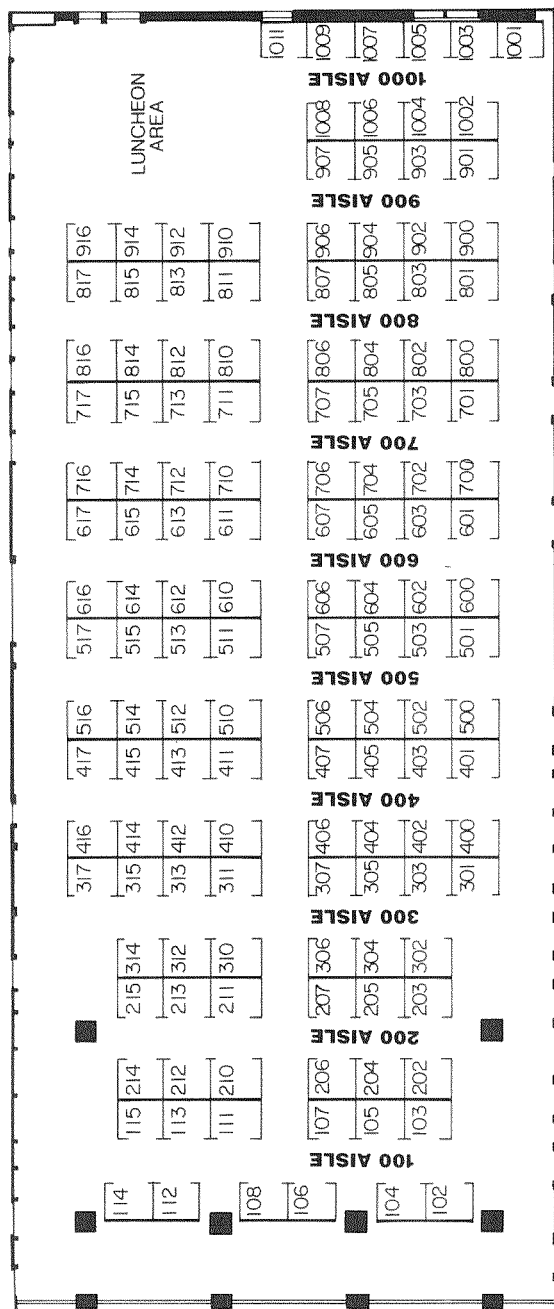 317 416 417 516 517 616 617 716 717 816 817 916
114 115 214 215 314 315 414 415 514 515 614 615 714 715 814 815 914
LUNCHEON
AREA
112 113 212 213 312 313 412 413 512 513 612 613 712 713 812 813 912
111 210 211 310 311 410 411 510 511 610 611 710 711 810 811 910
108 1011
106 107 206 207 306 307 406 407 506 507 606 607 706 707 806 807 906 907 1008 1009
100 AISLE
200 AISLE
300 AISLE
400 AISLE
500 AISLE
600 AISLE
700 AISLE
800 AISLE
900 AISLE
1000 AISLE
105 204 205 304 305 404 405 504 505 604 605 704 705 804 805 904 905 1006 1007
104 103 202 203 302 303 402 403 502 503 602 603 702 703 802 803 902 903 1004 1005
102 301 400 401 500 501 600 601 700 701 800 801 900 901 1002 1003
1001